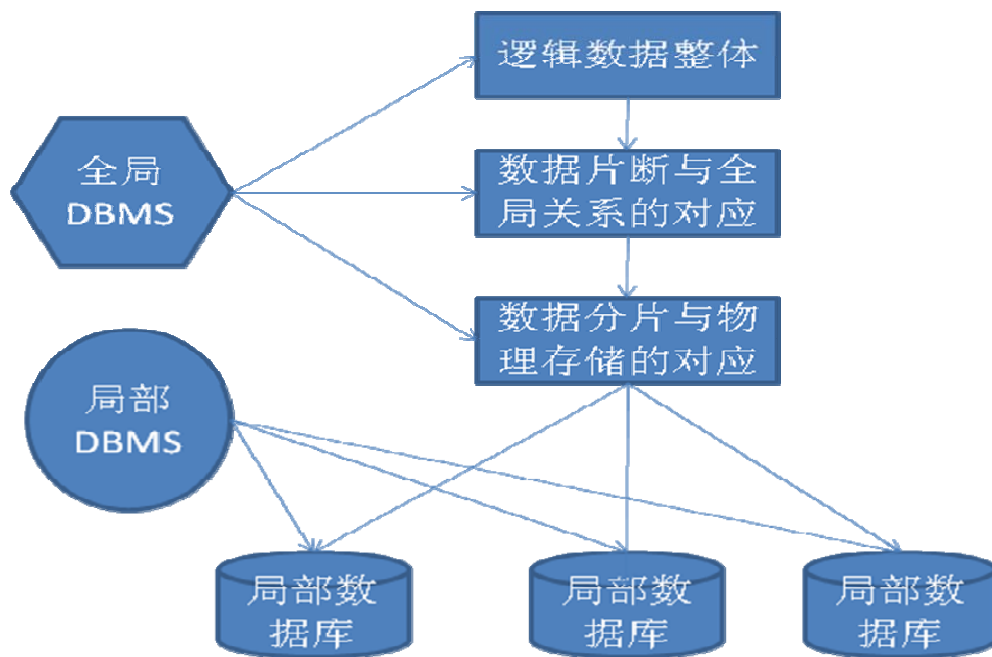 逻辑数据整体
全局
DBMS
数据片断与全
局关系的对应
数据分片与物
理存储的对应
局部
DBMS
局部数
据库
局部数
据库
局部数
据库